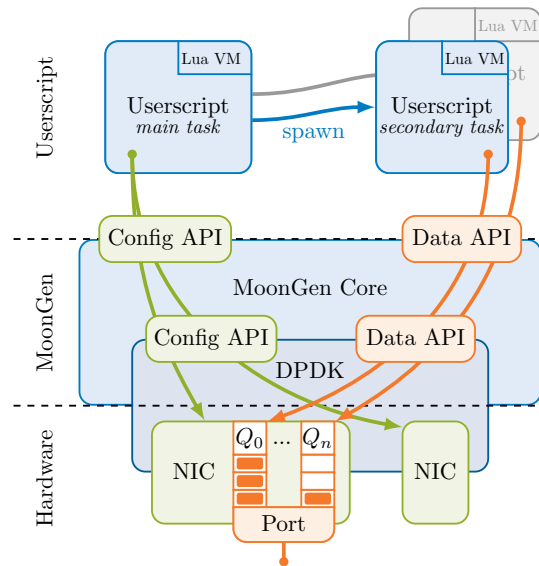 Userscript
Lua VM
Userscript
main task
spawn
Lua VM
Userscript
secondary task
Lua VM
pt
MoonGen
Config API
Data API
MoonGen Core
Config API
Data API
DPDK
Hardware
NIC
Q0 ... Qn
Port
NIC